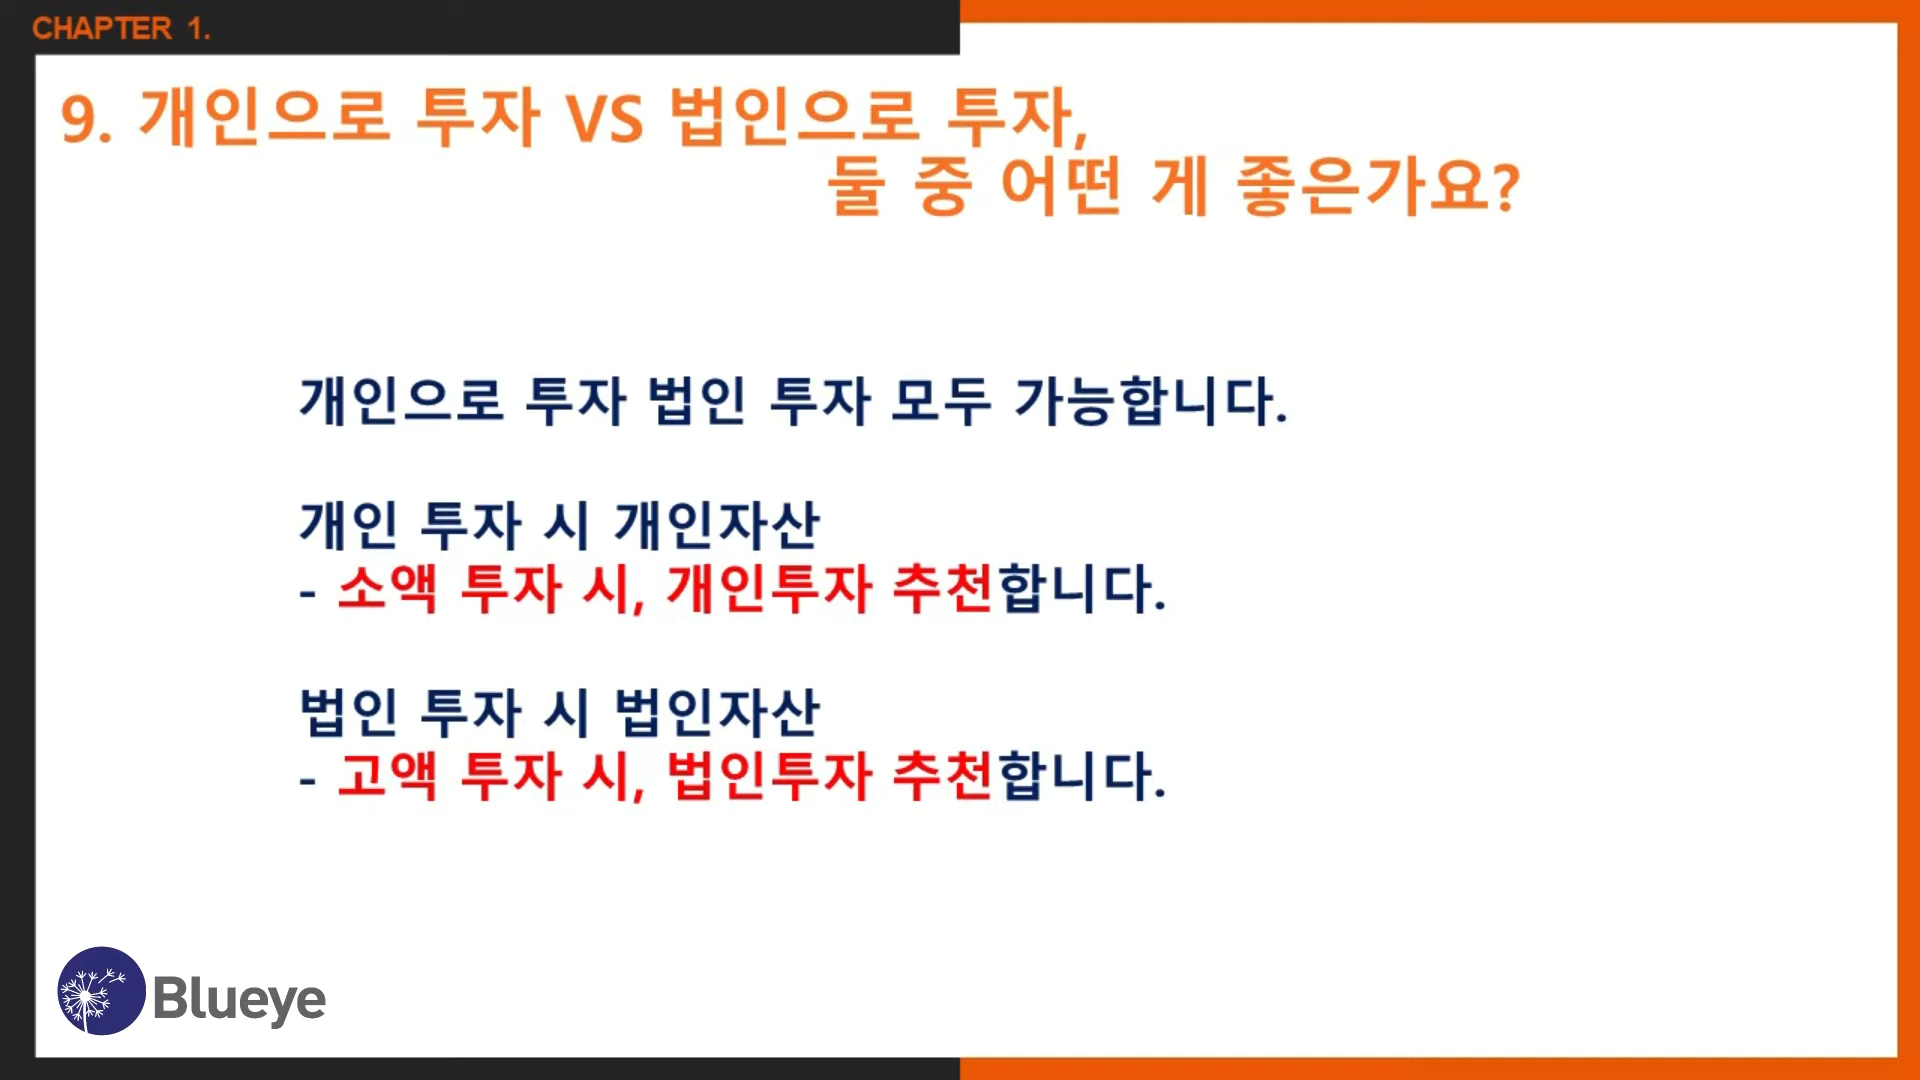 CHAPTER 1.
9. 개인으로 투자 VS 법인으로 투자,
둘 중 어떤 게 좋은가요?
개인으로 투자 법인 투자 모두 가능합니다.
개인 투자 시 개인자산
- 소액 투자 시, 개인투자 추천합니다.
법인 투자 시 법인자산
- 고액 투자 시, 법인투자 추천합니다.
Blueye